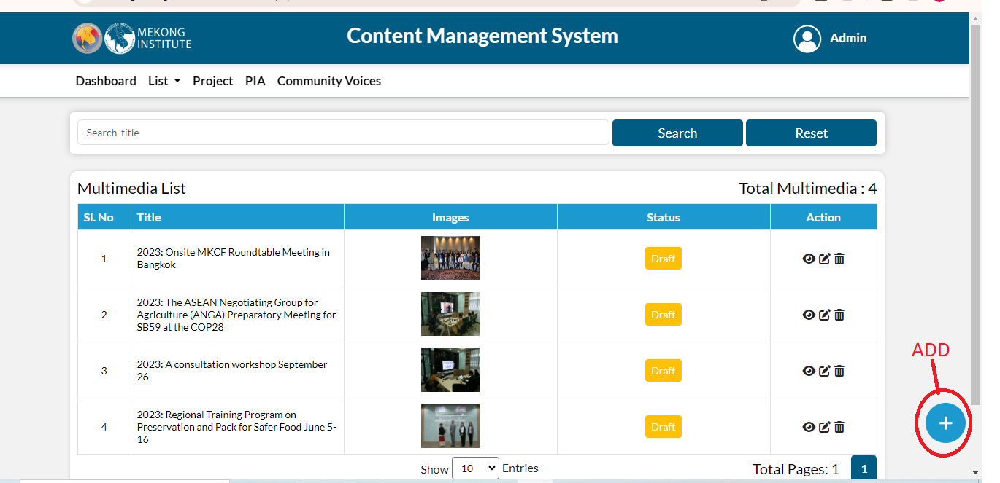 MEKONG
INSTITUTE
Content Management System
Admin
Dashboard List Project PIA Community Voices
Search title
Search
Reset
Multimedia List
Total Multimedia : 4
Sl. No Title Images Status Action
1
2023: Onsite MKCF Roundtable Meeting in
Bangkok
Draft
2
2023: The ASEAN Negotiating Group for
Agriculture (ANGA) Preparatory Meeting for
SB59 at the COP28
Draft
3
2023: A consultation workshop September
26
Draft
4
2023: Regional Training Program on
Preservation and Pack for Safer Food June 5-
16
Draft
ADD
+
Show 10 Entries
Total Pages: 1 1